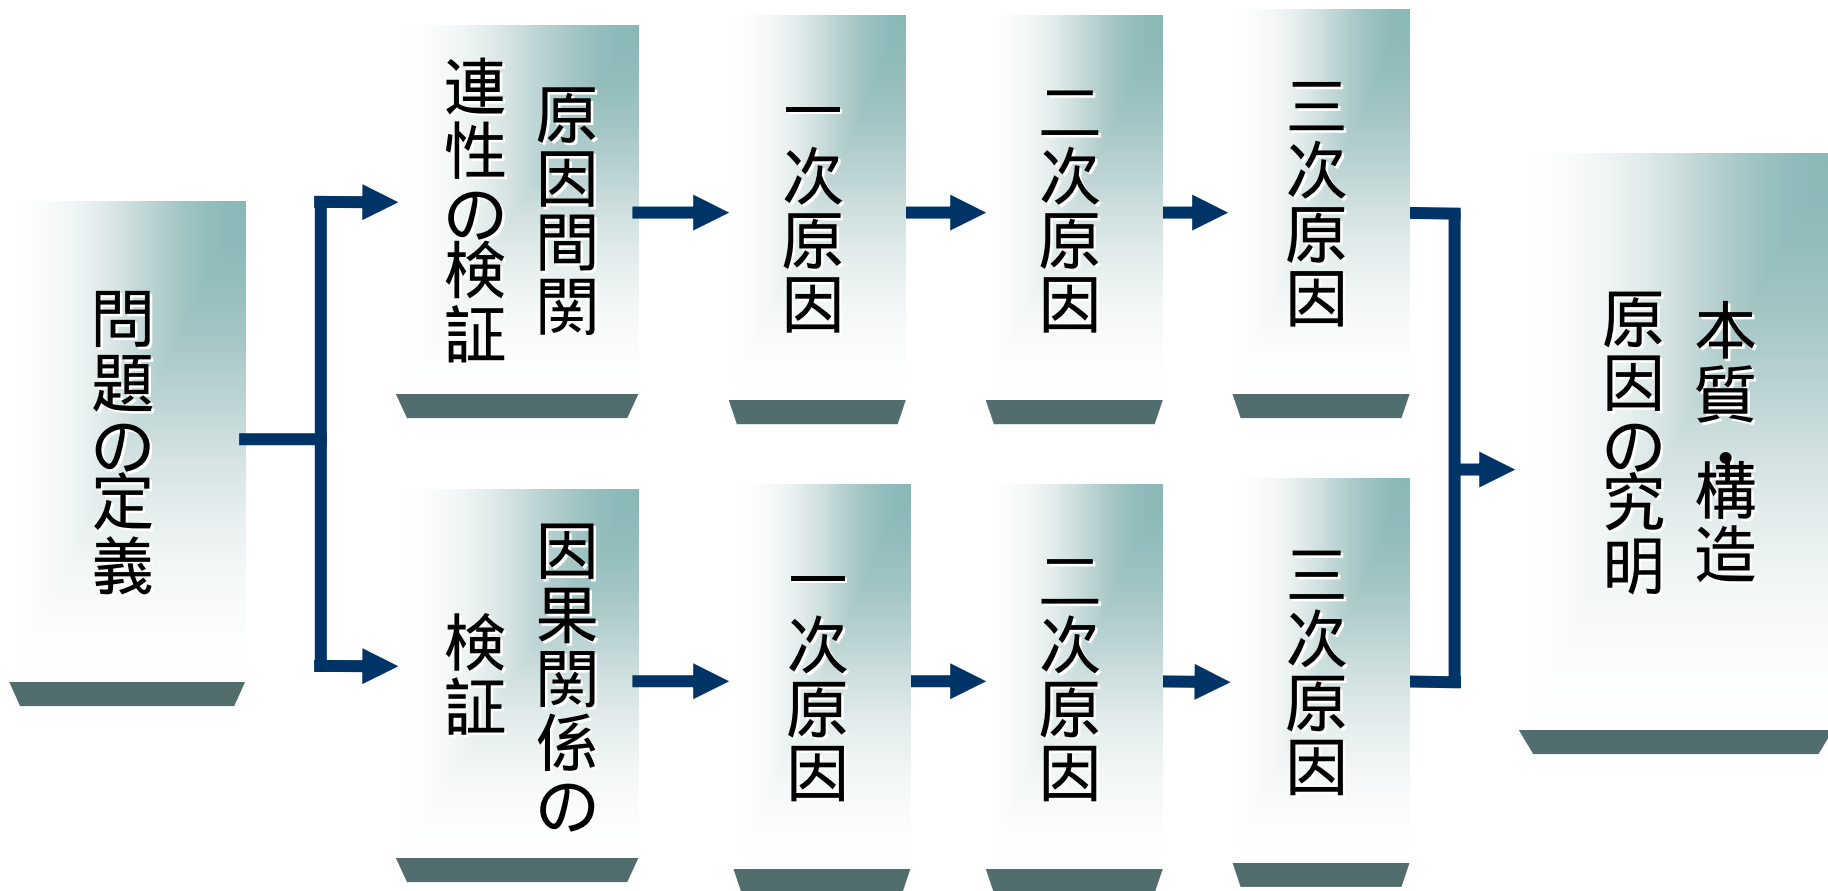 問題の定義
原因間関
連性の検証
一次原因
二次原因
三次原因
因果関係の
検証
一次原因
二次原因
三次原因
本質・構造
原因の究明